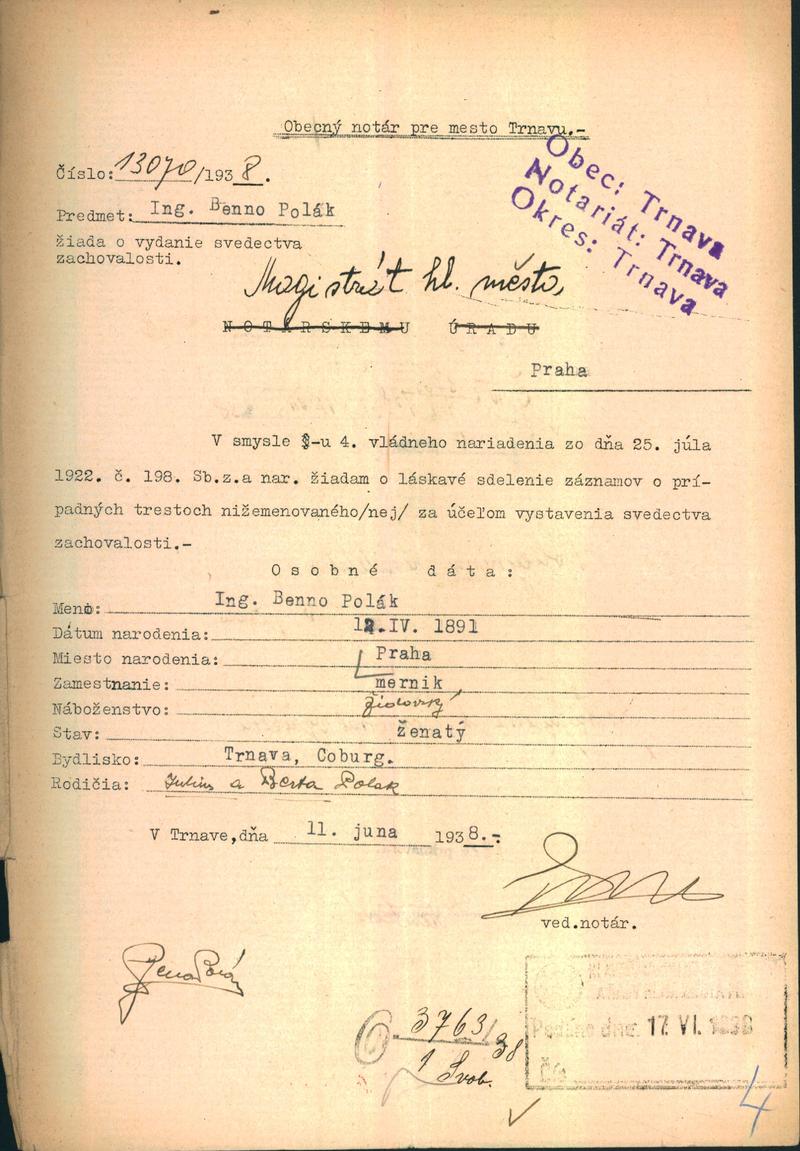 Obecný notár pre mesto Trnavu.-
Číslo: 13070/1938.
Obec: Trnava
Notariát: Trnava
Okres: Trnava
Predmet: Ing. Benno Polák
žiada o vydanie svedectva
zachovalosti.
Magistrát hl. města
NOTÁRSKEMU ÚRADU
Praha
V smysle §-u 4. vládneho nariadenia zo dňa 25. júla
1922. č. 198. Sb.z.a nar. žiadam o láskavé sdelenie záznamov o prí-
padných trestoch nižemenovaného/nej/ za účeľom vystavenia svedectva
zachovalosti.-
Osobné dáta:
Meno: Ing. Benno Polák
Dátum narodenia: 12.IV. 1891
Miesto narodenia: Praha
Zamestnanie: mernik
Náboženstvo: židovský
Stav: Ženatý
Bydlisko: Trnava, Coburg.
Rodičia: Julius a Berta Polak
V Trnave,dňa 11. juna 1938.-
ved.notár.
Podáno dne: 17. VI. 1938
3763/38
1 Svob.
Čís.
4